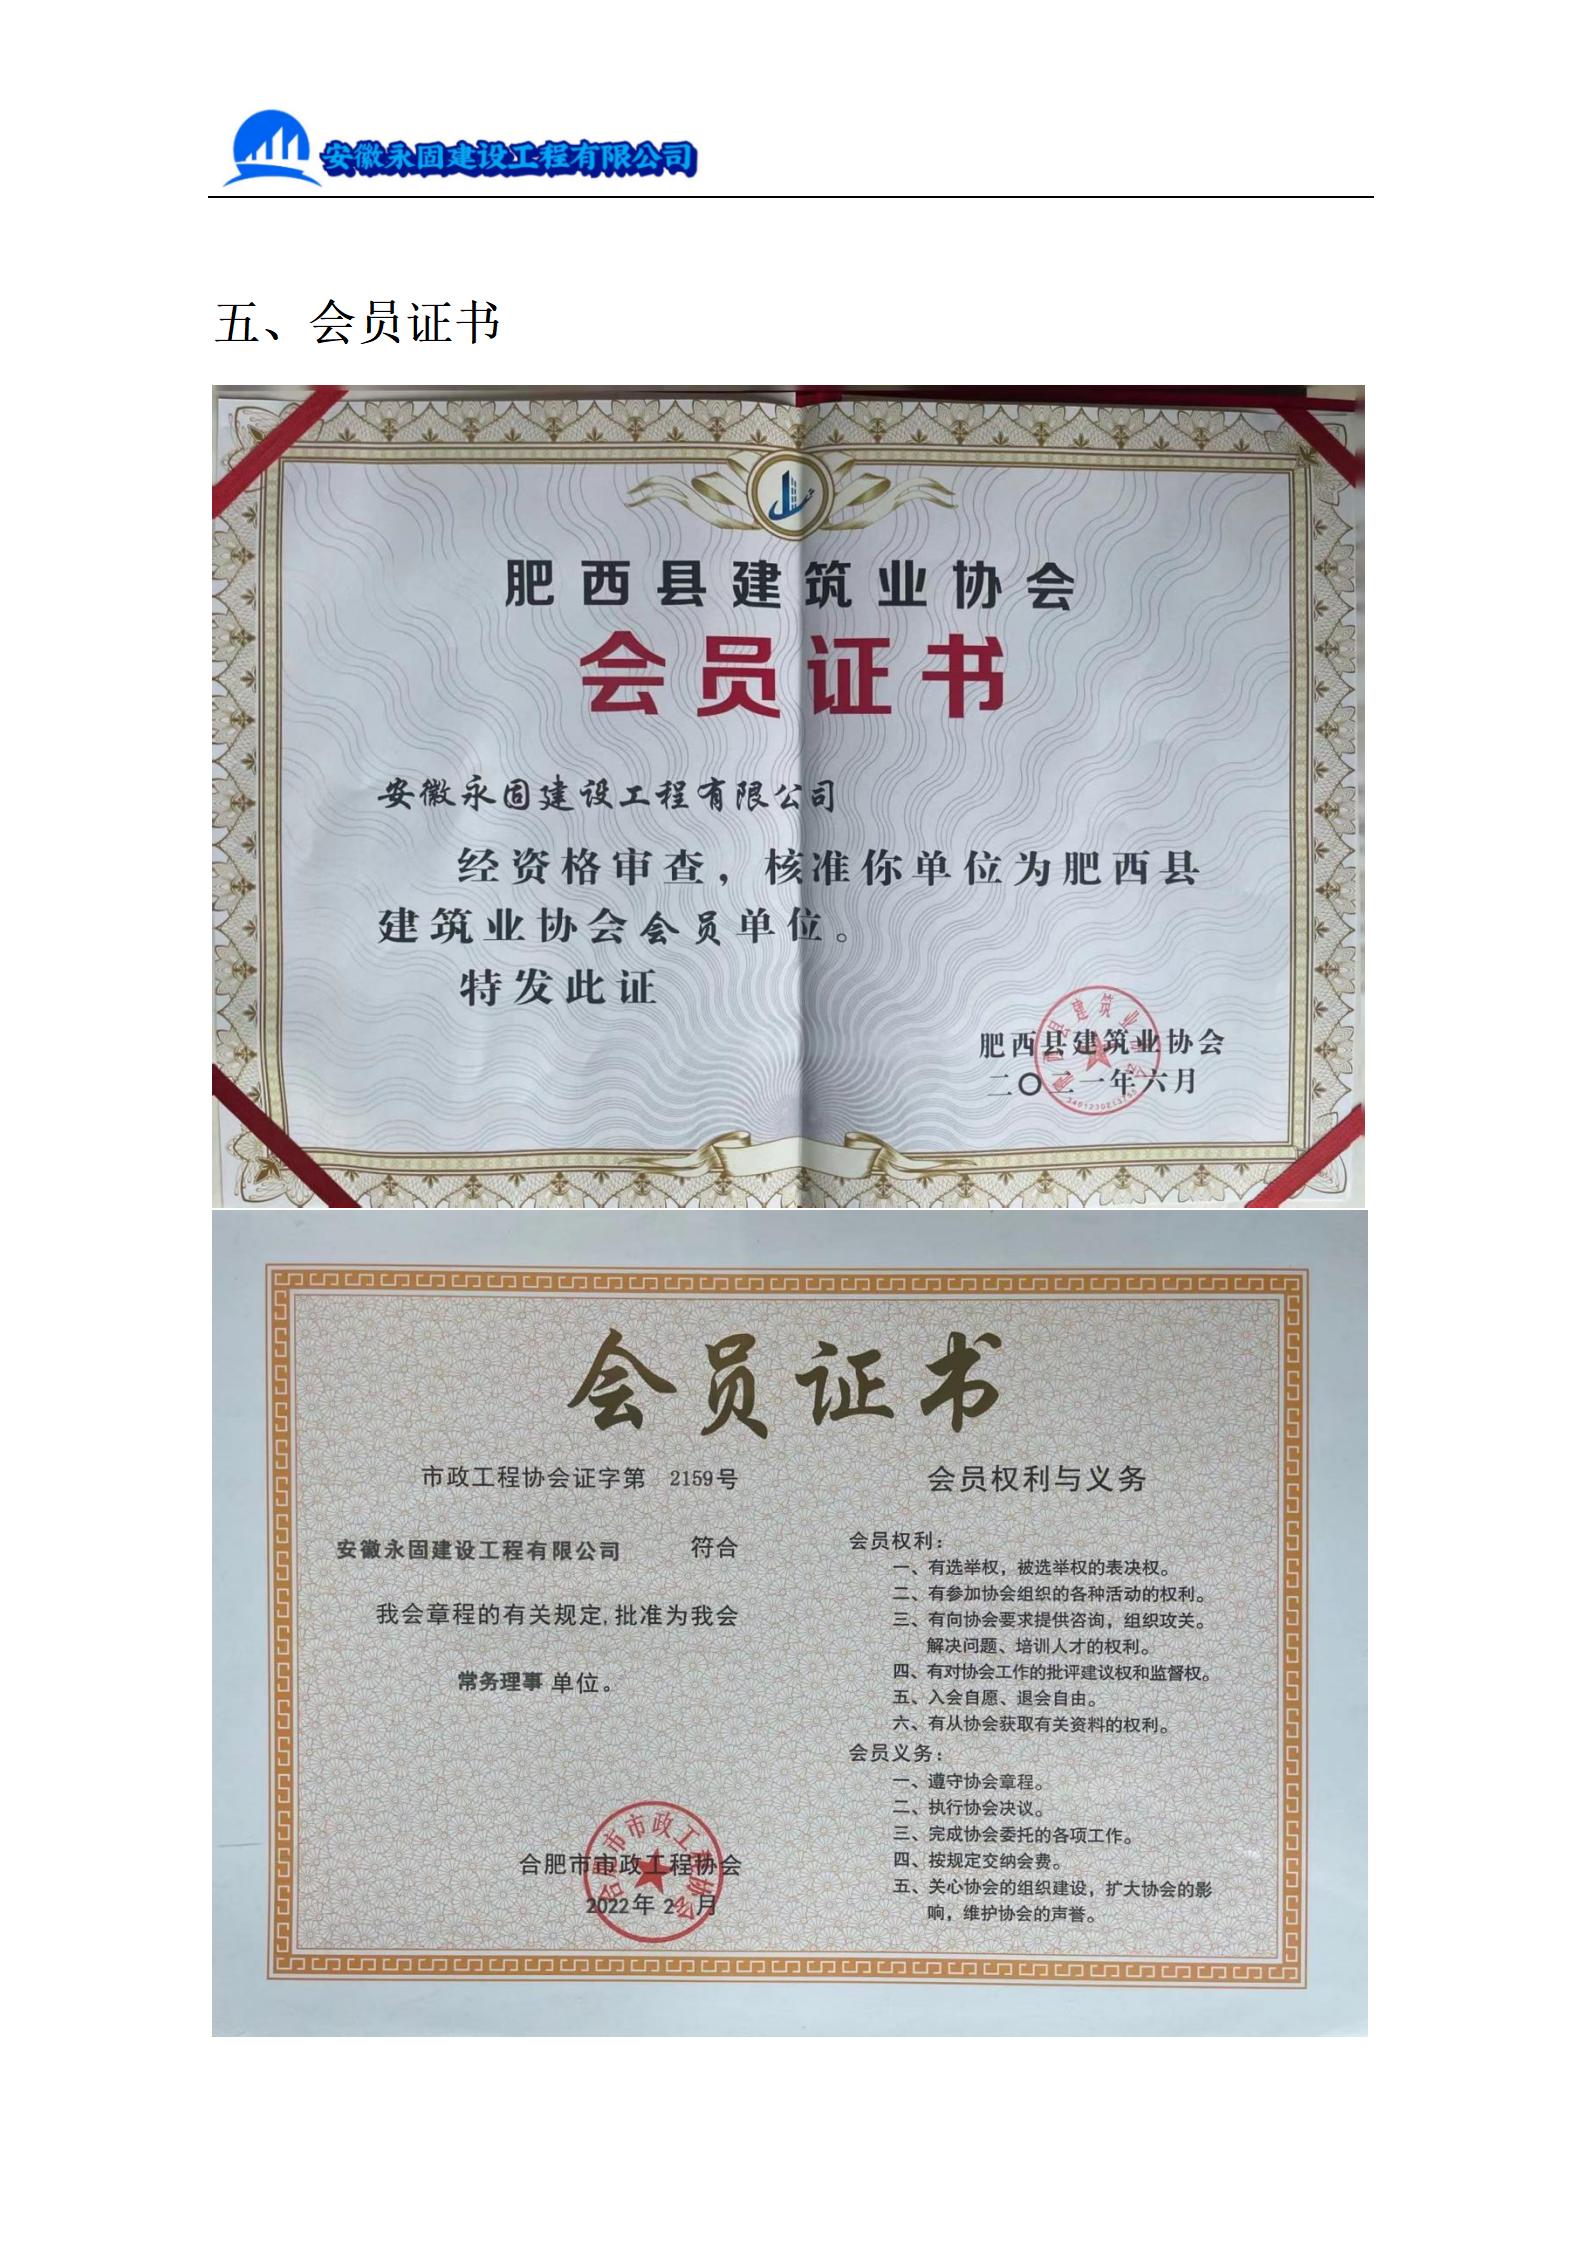 安徽永固建设工程有限公司
五、会员证书
肥西县建筑业协会
会员证书
安徽永固建设工程有限公司
经资格审查，核准你单位为肥西县
建筑业协会会员单位。
特发此证
肥西县建筑业协会
二〇二一年六月
会员证书
市政工程协会证字第 2159号
安徽永固建设工程有限公司 符合
我会章程的有关规定,批准为我会
常务理事 单位。
合肥市市政工程协会
合肥市市政工程协会
2022年2月
会员权利与义务
会员权利：
一、有选举权，被选举权的表决权。
二、有参加协会组织的各种活动的权利。
三、有向协会要求提供咨询，组织攻关。
解决问题、培训人才的权利。
四、有对协会工作的批评建议权和监督权。
五、入会自愿、退会自由。
六、有从协会获取有关资料的权利。
会员义务：
一、遵守协会章程。
二、执行协会决议。
三、完成协会委托的各项工作。
四、按规定交纳会费。
五、关心协会的组织建设，扩大协会的影
响，维护协会的声誉。